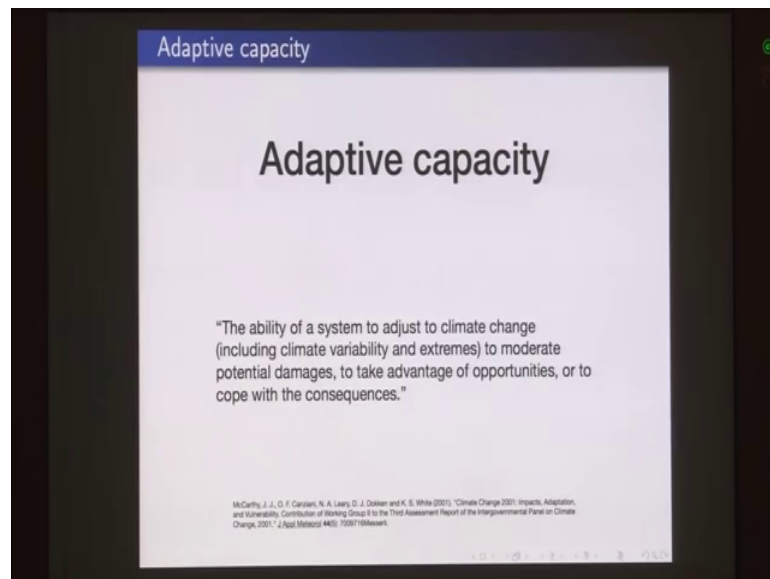 Adaptive capacity
Adaptive capacity
“The ability of a system to adjust to climate change
(including climate variability and extremes) to moderate
potential damages, to take advantage of opportunities, or to
cope with the consequences.”
McCarthy, J. J., O. F. Canziani, N. A. Leary, D. J. Dokken and K. S. White (2001). "Climate Change 2001: Impacts, Adaptation,
and Vulnerability. Contribution of Working Group II to the Third Assessment Report of the Intergovernmental Panel on Climate
Change, 2001." J Appl Meteorol 44(5): 7009716Messerli.